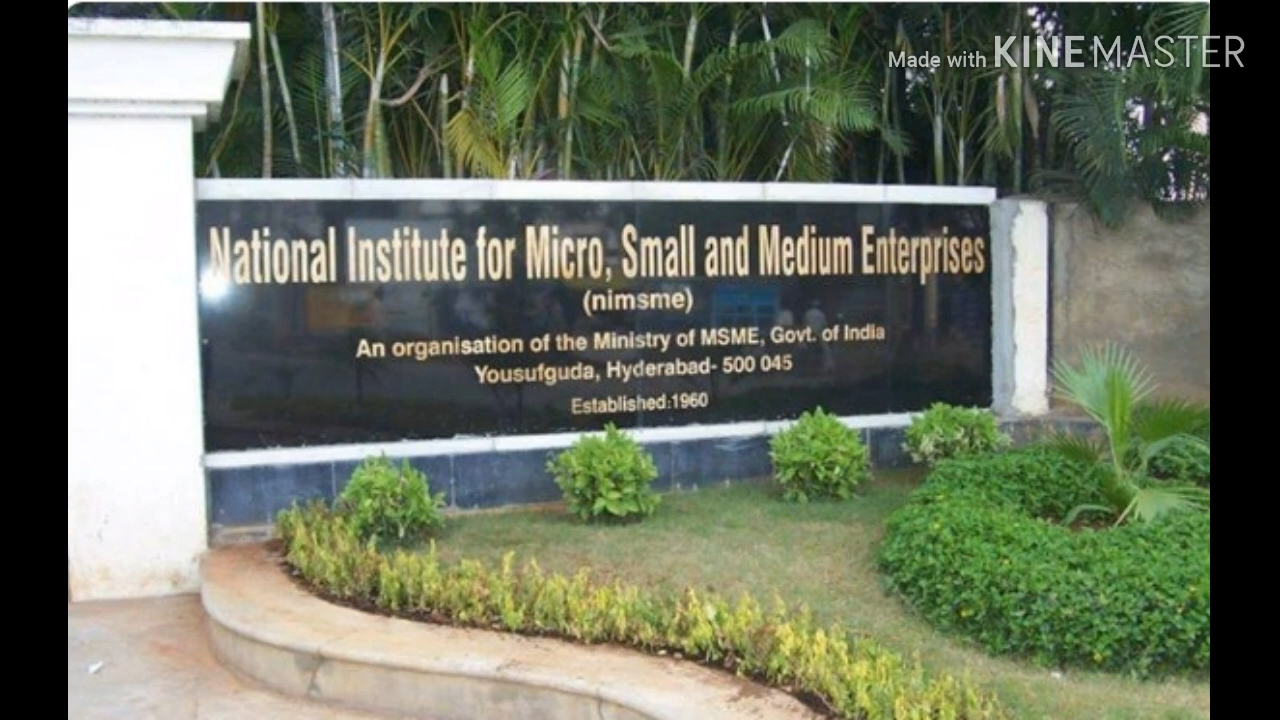 Made with KINEMASTER
National Institute for Micro, Small and Medium Enterprises
(nimsme)
An organisation of the Ministry of MSME, Govt. of India
Yousufguda, Hyderabad- 500 045
Established:1960